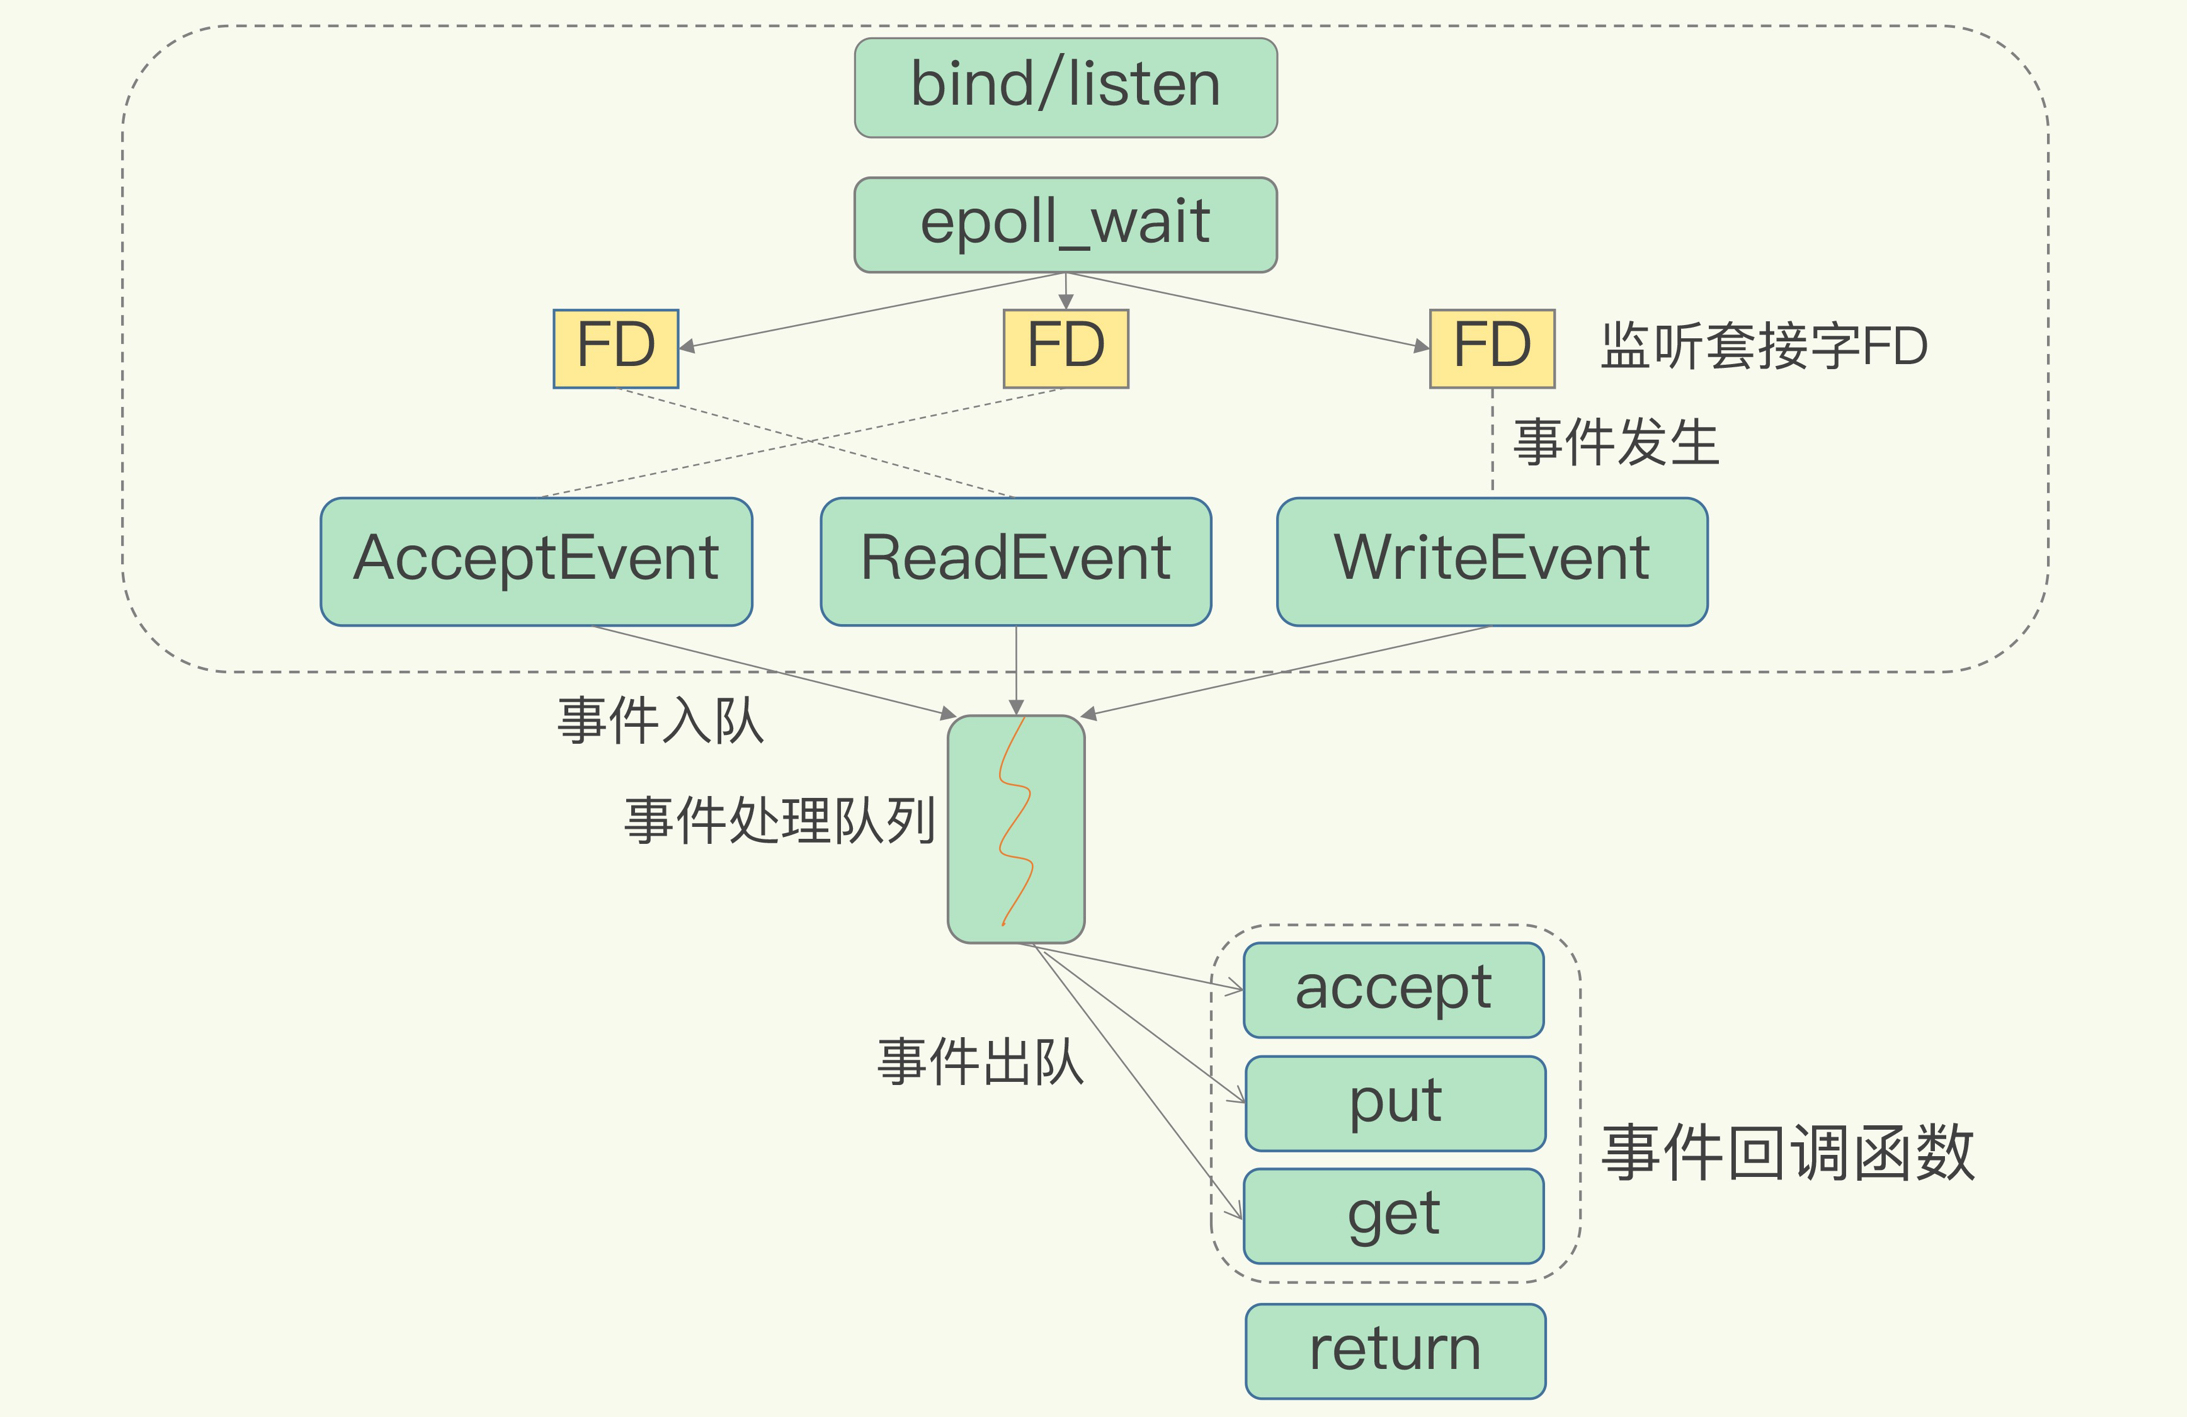 bind/listen
epoll_wait
FD
FD
FD
监听套接字FD
事件发生
AcceptEvent
ReadEvent
WriteEvent
事件入队
事件处理队列
accept
事件出队
put
事件回调函数
get
return